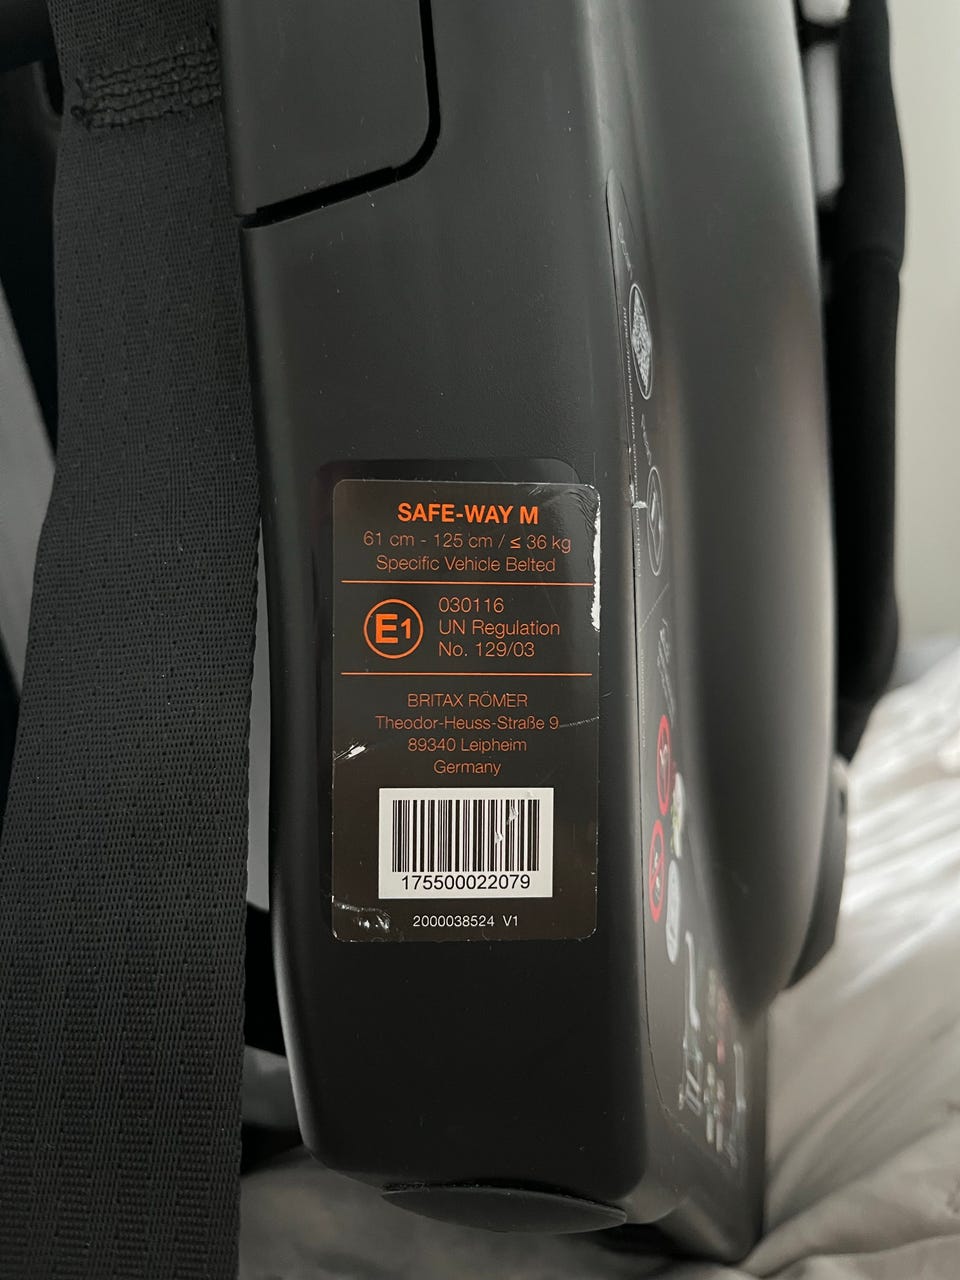 SAFE-WAY M
61 cm - 125 cm / ≤ 36 kg
Specific Vehicle Belted
E1
030116
UN Regulation
No. 129/03
BRITAX RÖMER
Theodor-Heuss-Straße 9
89340 Leipheim
Germany
175500022079
2000038524 V1